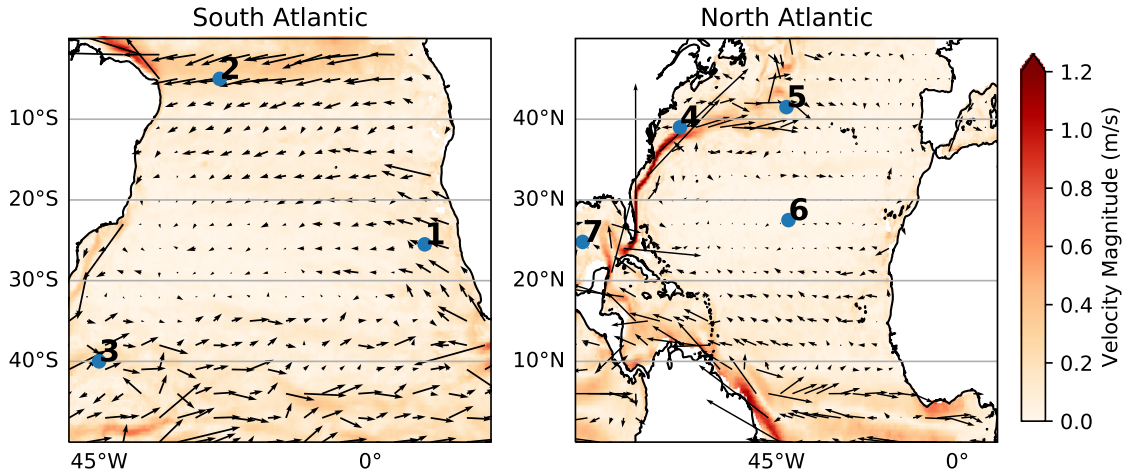 South Atlantic
North Atlantic
2
5
4
1
6
7
3
10°S
20°S
30°S
40°S
45°W
0°
40°N
30°N
20°N
10°N
45°W
0°
1.2
1.0
0.8
0.6
0.4
0.2
0.0
Velocity Magnitude (m/s)